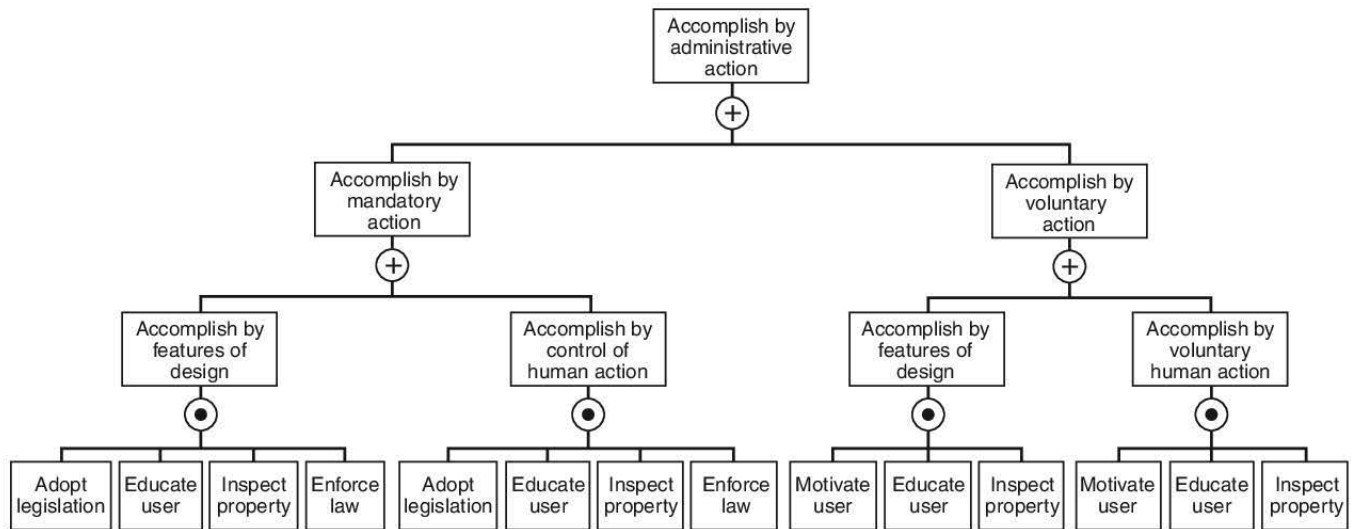 Accomplish by
administrative
action
+
Accomplish by
mandatory
action
Accomplish by
voluntary
action
+
+
Accomplish by
features of
design
Accomplish by
control of
human action
Accomplish by
features of
design
Accomplish by
voluntary
human action
Adopt
legislation
Educate
user
Inspect
property
Enforce
law
Adopt
legislation
Educate
user
Inspect
property
Enforce
law
Motivate
user
Educate
user
Inspect
property
Motivate
user
Educate
user
Inspect
property